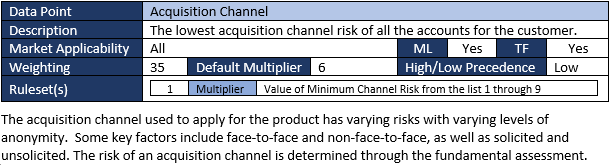 Data Point Acquisition Channel
Description The lowest acquisition channel risk of all the accounts for the customer.
Market Applicability All ML Yes TF Yes
Weighting 35 Default Multiplier 6 High/Low Precedence Low
Ruleset(s) 1 Multiplier Value of Minimum Channel Risk from the list 1 through 9
The acquisition channel used to apply for the product has varying risks with varying levels of
anonymity. Some key factors include face-to-face and non-face-to-face, as well as solicited and
unsolicited. The risk of an acquisition channel is determined through the fundamental assessment.